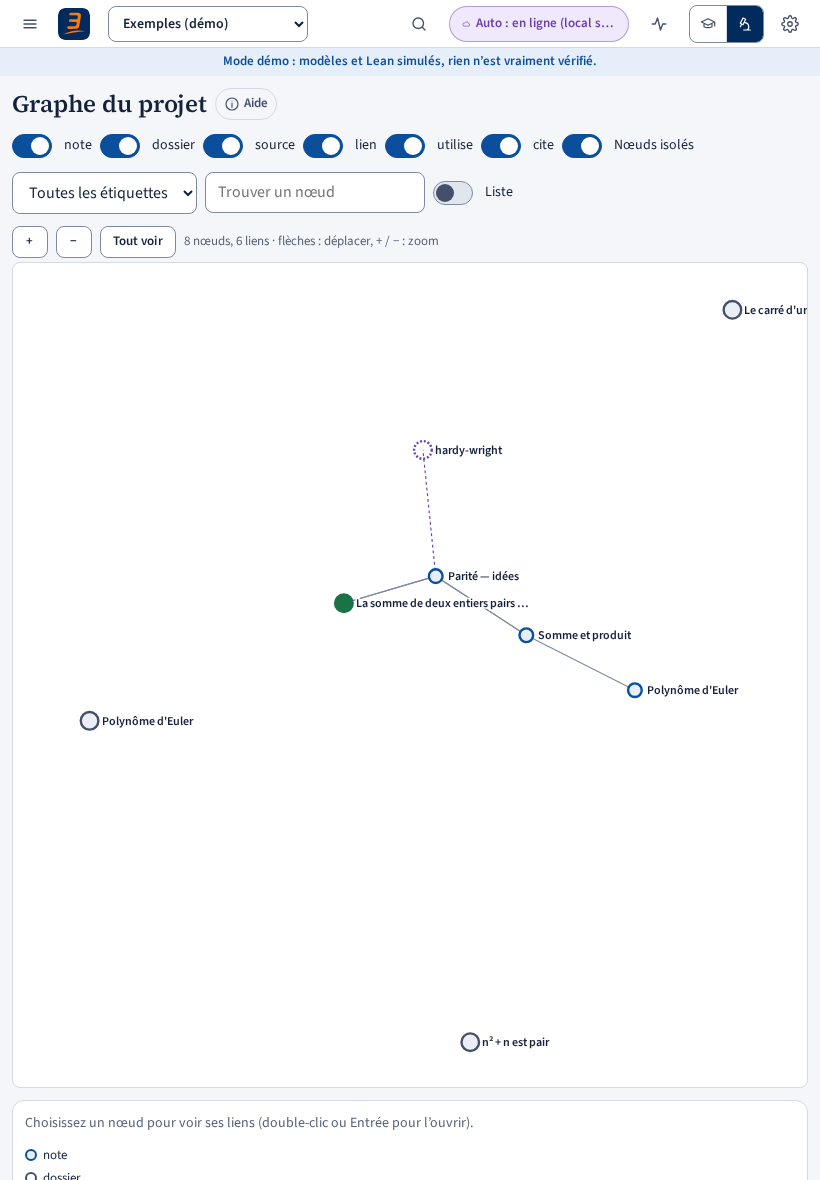 Exemples (démo)
Auto : en ligne (local s…
Mode démo : modèles et Lean simulés, rien n’est vraiment vérifié.
Graphe du projet
Aide
note
dossier
source
lien
utilise
cite
Nœuds isolés
Toutes les étiquettes
Trouver un nœud
Liste
+
−
Tout voir
8 nœuds, 6 liens · flèches : déplacer, + / − : zoom
Le carré d'un
hardy-wright
Parité — idées
La somme de deux entiers pairs …
Somme et produit
Polynôme d'Euler
Polynôme d'Euler
n² + n est pair
Choisissez un nœud pour voir ses liens (double-clic ou Entrée pour l’ouvrir).
note
dossier